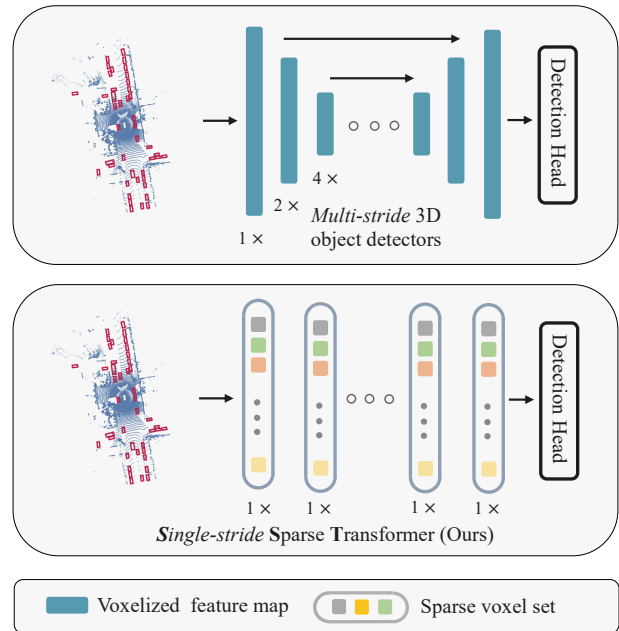 Detection Head
4 ×
2 ×
1 ×
Multi-stride 3D
object detectors
Detection Head
1 × 1 × 1 × 1 ×
Single-stride Sparse Transformer (Ours)
Voxelized feature map
Sparse voxel set